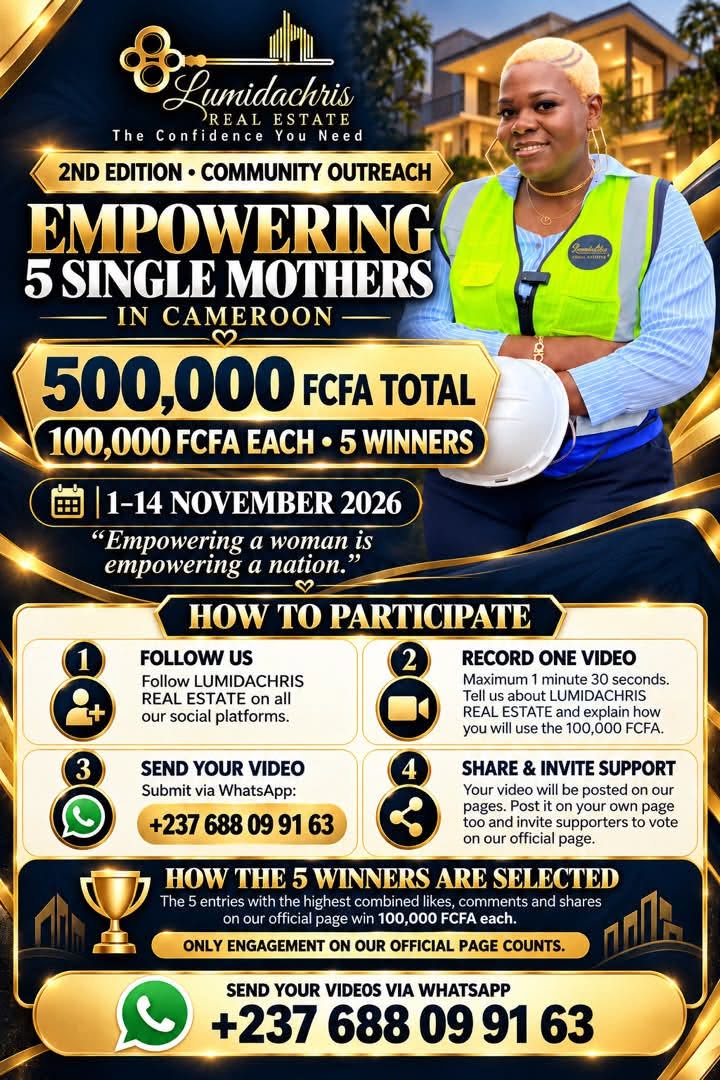 Lumidachris
REAL ESTATE
The Confidence You Need
2ND EDITION • COMMUNITY OUTREACH
EMPOWERING
5 SINGLE MOTHERS
IN CAMEROON
500,000 FCFA TOTAL
100,000 FCFA EACH • 5 WINNERS
1–14 NOVEMBER 2026
“Empowering a woman is
empowering a nation.”
Lumidachris
REAL ESTATE
HOW TO PARTICIPATE
1
FOLLOW US
Follow LUMIDACHRIS
REAL ESTATE on all
our social platforms.
2
RECORD ONE VIDEO
Maximum 1 minute 30 seconds.
Tell us about LUMIDACHRIS
REAL ESTATE and explain how
you will use the 100,000 FCFA.
3
SEND YOUR VIDEO
Submit via WhatsApp:
+237 688 09 91 63
4
SHARE & INVITE SUPPORT
Your video will be posted on our
pages. Post it on your own page
too and invite supporters to vote
on our official page.
HOW THE 5 WINNERS ARE SELECTED
The 5 entries with the highest combined likes, comments and shares
on our official page win 100,000 FCFA each.
ONLY ENGAGEMENT ON OUR OFFICIAL PAGE COUNTS.
SEND YOUR VIDEOS VIA WHATSAPP
+237 688 09 91 63